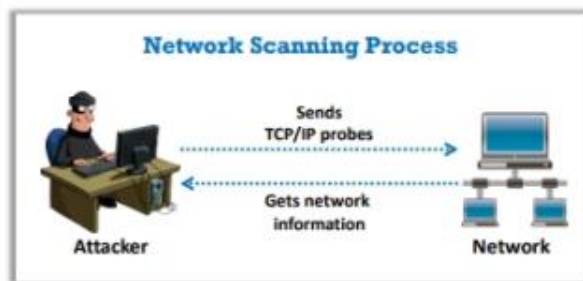 Network Scanning Process
Sends
TCP/IP probes
Gets network
information
Attacker
Network